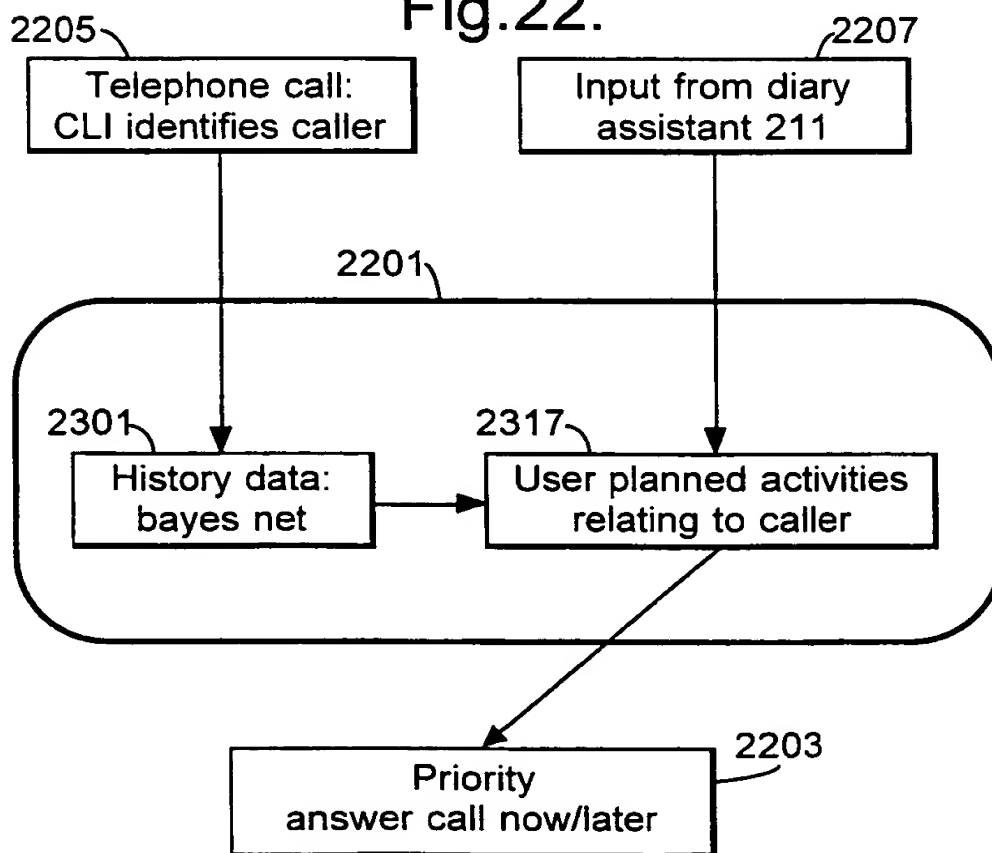 Fig.22.
2205
2207
Telephone call:
CLI identifies caller
Input from diary
assistant 211
2201
2301
2317
History data:
bayes net
User planned activities
relating to caller
2203
Priority
answer call now/later